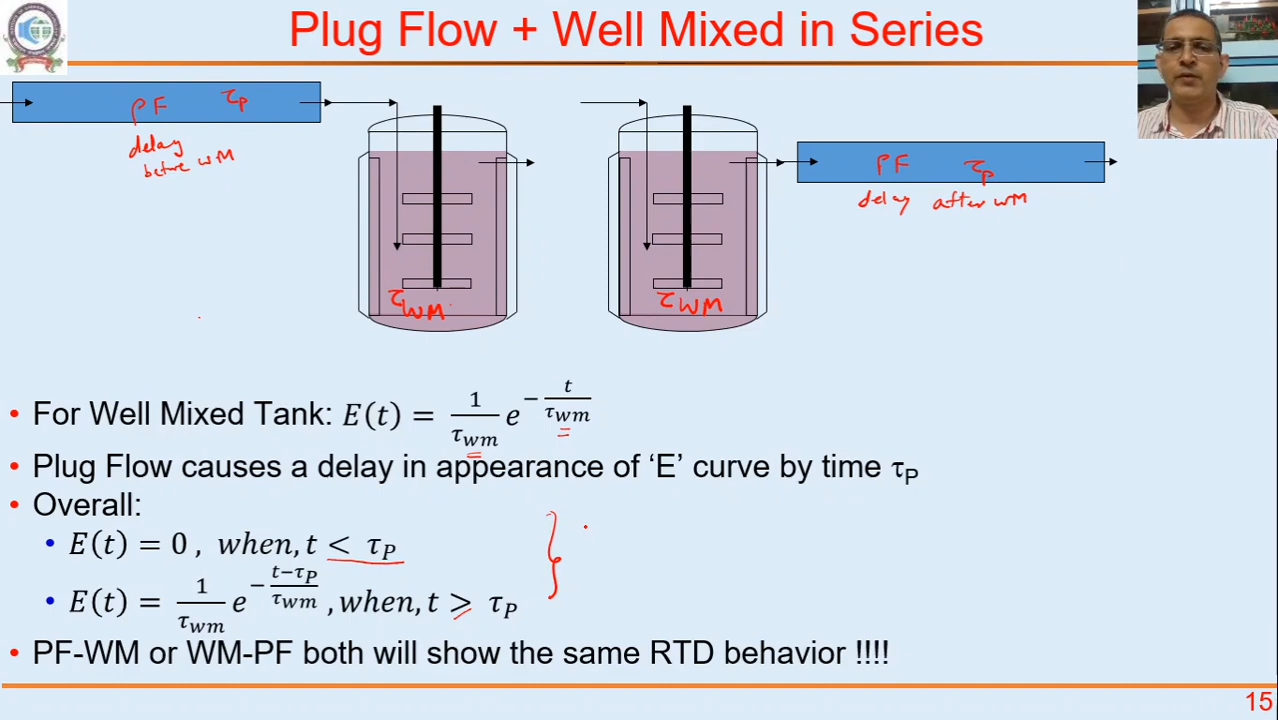 Plug Flow + Well Mixed in Series
PF τp
delay
before WM
PF τp
delay after WM
τWM
τWM
• For Well Mixed Tank: E(t) = 1/τwm e^(−t/τwm)
• Plug Flow causes a delay in appearance of ‘E’ curve by time τP
• Overall:
• E(t) = 0 , when, t < τP
• E(t) = 1/τwm e^(−(t−τP)/τwm) , when, t > τP
• PF-WM or WM-PF both will show the same RTD behavior !!!!
15